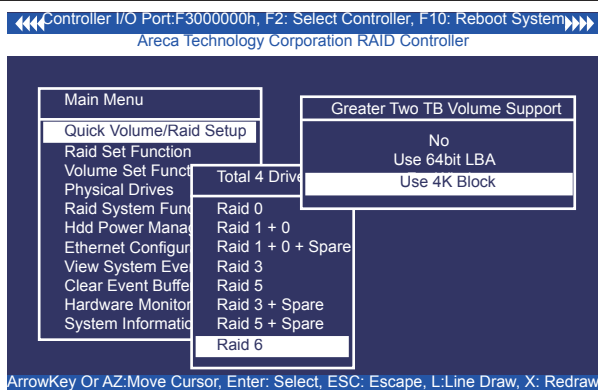 Controller I/O Port:F3000000h, F2: Select Controller, F10: Reboot System
Areca Technology Corporation RAID Controller
Main Menu
Quick Volume/Raid Setup
Raid Set Function
Volume Set Funct
Physical Drives
Raid System Func
Hdd Power Manag
Ethernet Configur
View System Eve
Clear Event Buffe
Hardware Monitor
System Informatio
Total 4 Drive
Raid 0
Raid 1 + 0
Raid 1 + 0 + Spare
Raid 3
Raid 5
Raid 3 + Spare
Raid 5 + Spare
Raid 6
Greater Two TB Volume Support
No
Use 64bit LBA
Use 4K Block
ArrowKey Or AZ:Move Cursor, Enter: Select, ESC: Escape, L:Line Draw, X: Redraw